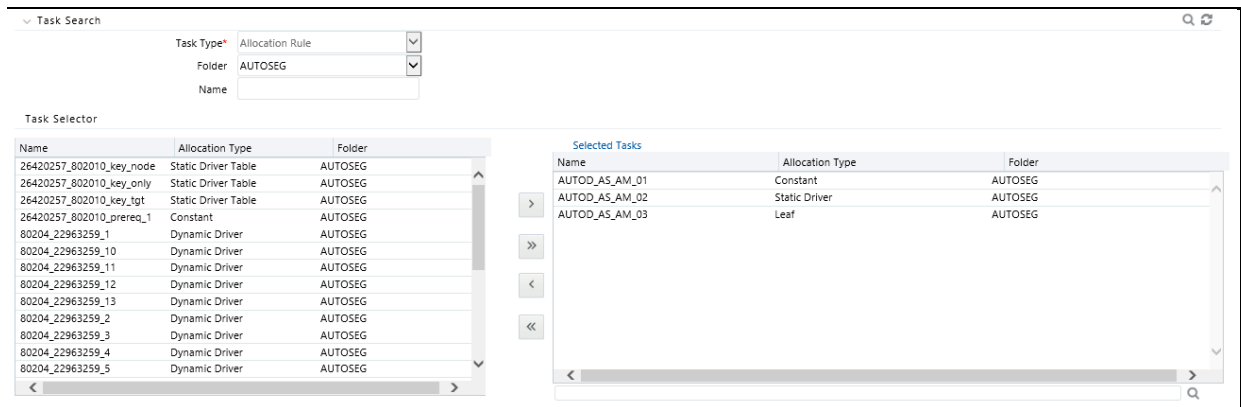 Task Search
Task Type* Allocation Rule
Folder AUTOSEG
Name
Task Selector
Name Allocation Type Folder
26420257_802010_key_node Static Driver Table AUTOSEG
26420257_802010_key_only Static Driver Table AUTOSEG
26420257_802010_key_tgt Static Driver Table AUTOSEG
26420257_802010_prereq_1 Constant AUTOSEG
80204_22963259_1 Dynamic Driver AUTOSEG
80204_22963259_10 Dynamic Driver AUTOSEG
80204_22963259_11 Dynamic Driver AUTOSEG
80204_22963259_12 Dynamic Driver AUTOSEG
80204_22963259_13 Dynamic Driver AUTOSEG
80204_22963259_2 Dynamic Driver AUTOSEG
80204_22963259_3 Dynamic Driver AUTOSEG
80204_22963259_4 Dynamic Driver AUTOSEG
80204_22963259_5 Dynamic Driver AUTOSEG
Selected Tasks
Name Allocation Type Folder
AUTOD_AS_AM_01 Constant AUTOSEG
AUTOD_AS_AM_02 Static Driver AUTOSEG
AUTOD_AS_AM_03 Leaf AUTOSEG